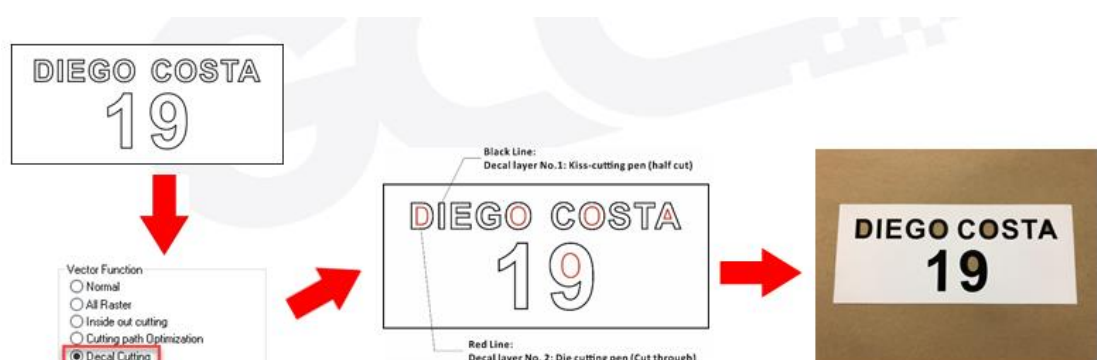 DIEGO COSTA
19
Vector Function
Normal
All Raster
Inside out cutting
Cutting path Optimization
Decal Cutting
Black Line:
Decal layer No.1: Kiss-cutting pen (half cut)
DIEGO COSTA
19
Red Line:
Decal layer No. 2: Die cutting pen (Cut through)
DIEGO COSTA
19